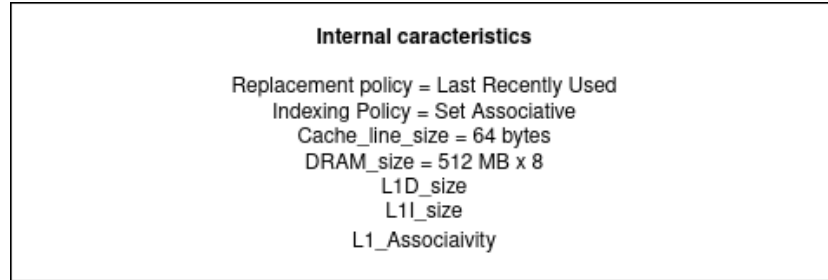 Internal caracteristics
Replacement policy = Last Recently Used
Indexing Policy = Set Associative
Cache_line_size = 64 bytes
DRAM_size = 512 MB x 8
L1D_size
L1I_size
L1_Associaivity